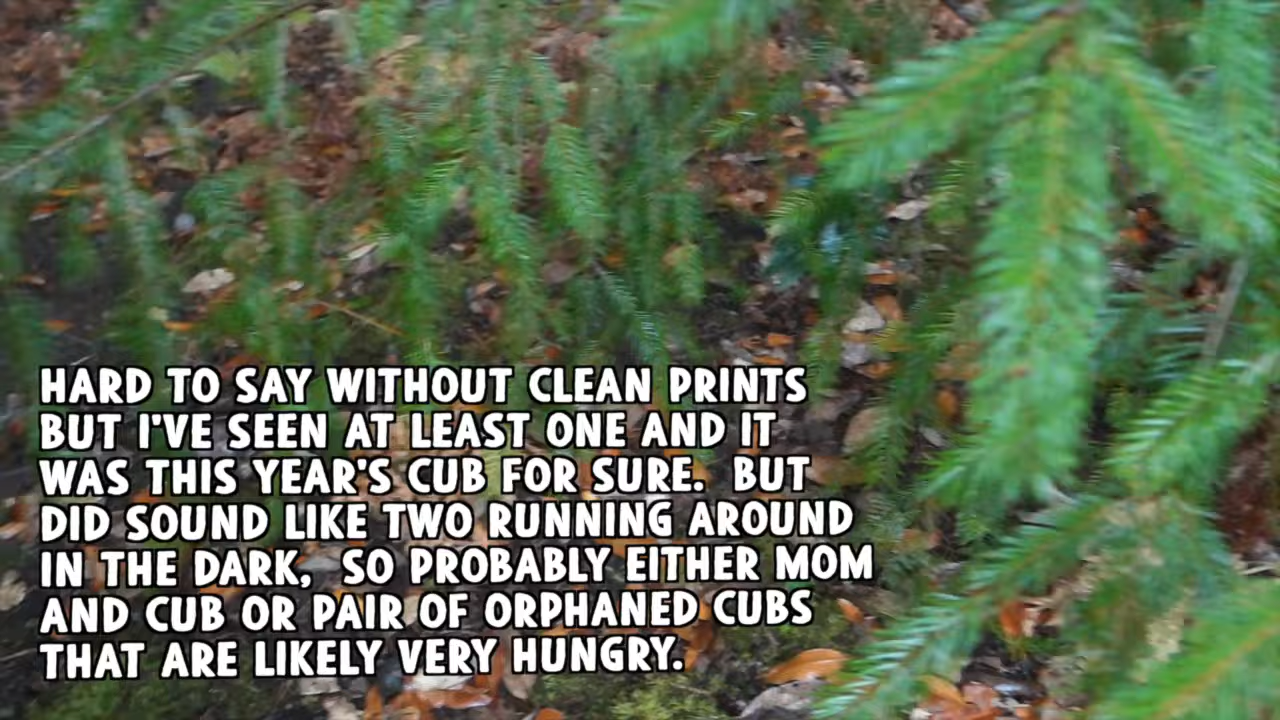 HARD TO SAY WITHOUT CLEAN PRINTS
BUT I'VE SEEN AT LEAST ONE AND IT
WAS THIS YEAR'S CUB FOR SURE.  BUT
DID SOUND LIKE TWO RUNNING AROUND
IN THE DARK,  SO PROBABLY EITHER MOM
AND CUB OR PAIR OF ORPHANED CUBS
THAT ARE LIKELY VERY HUNGRY.